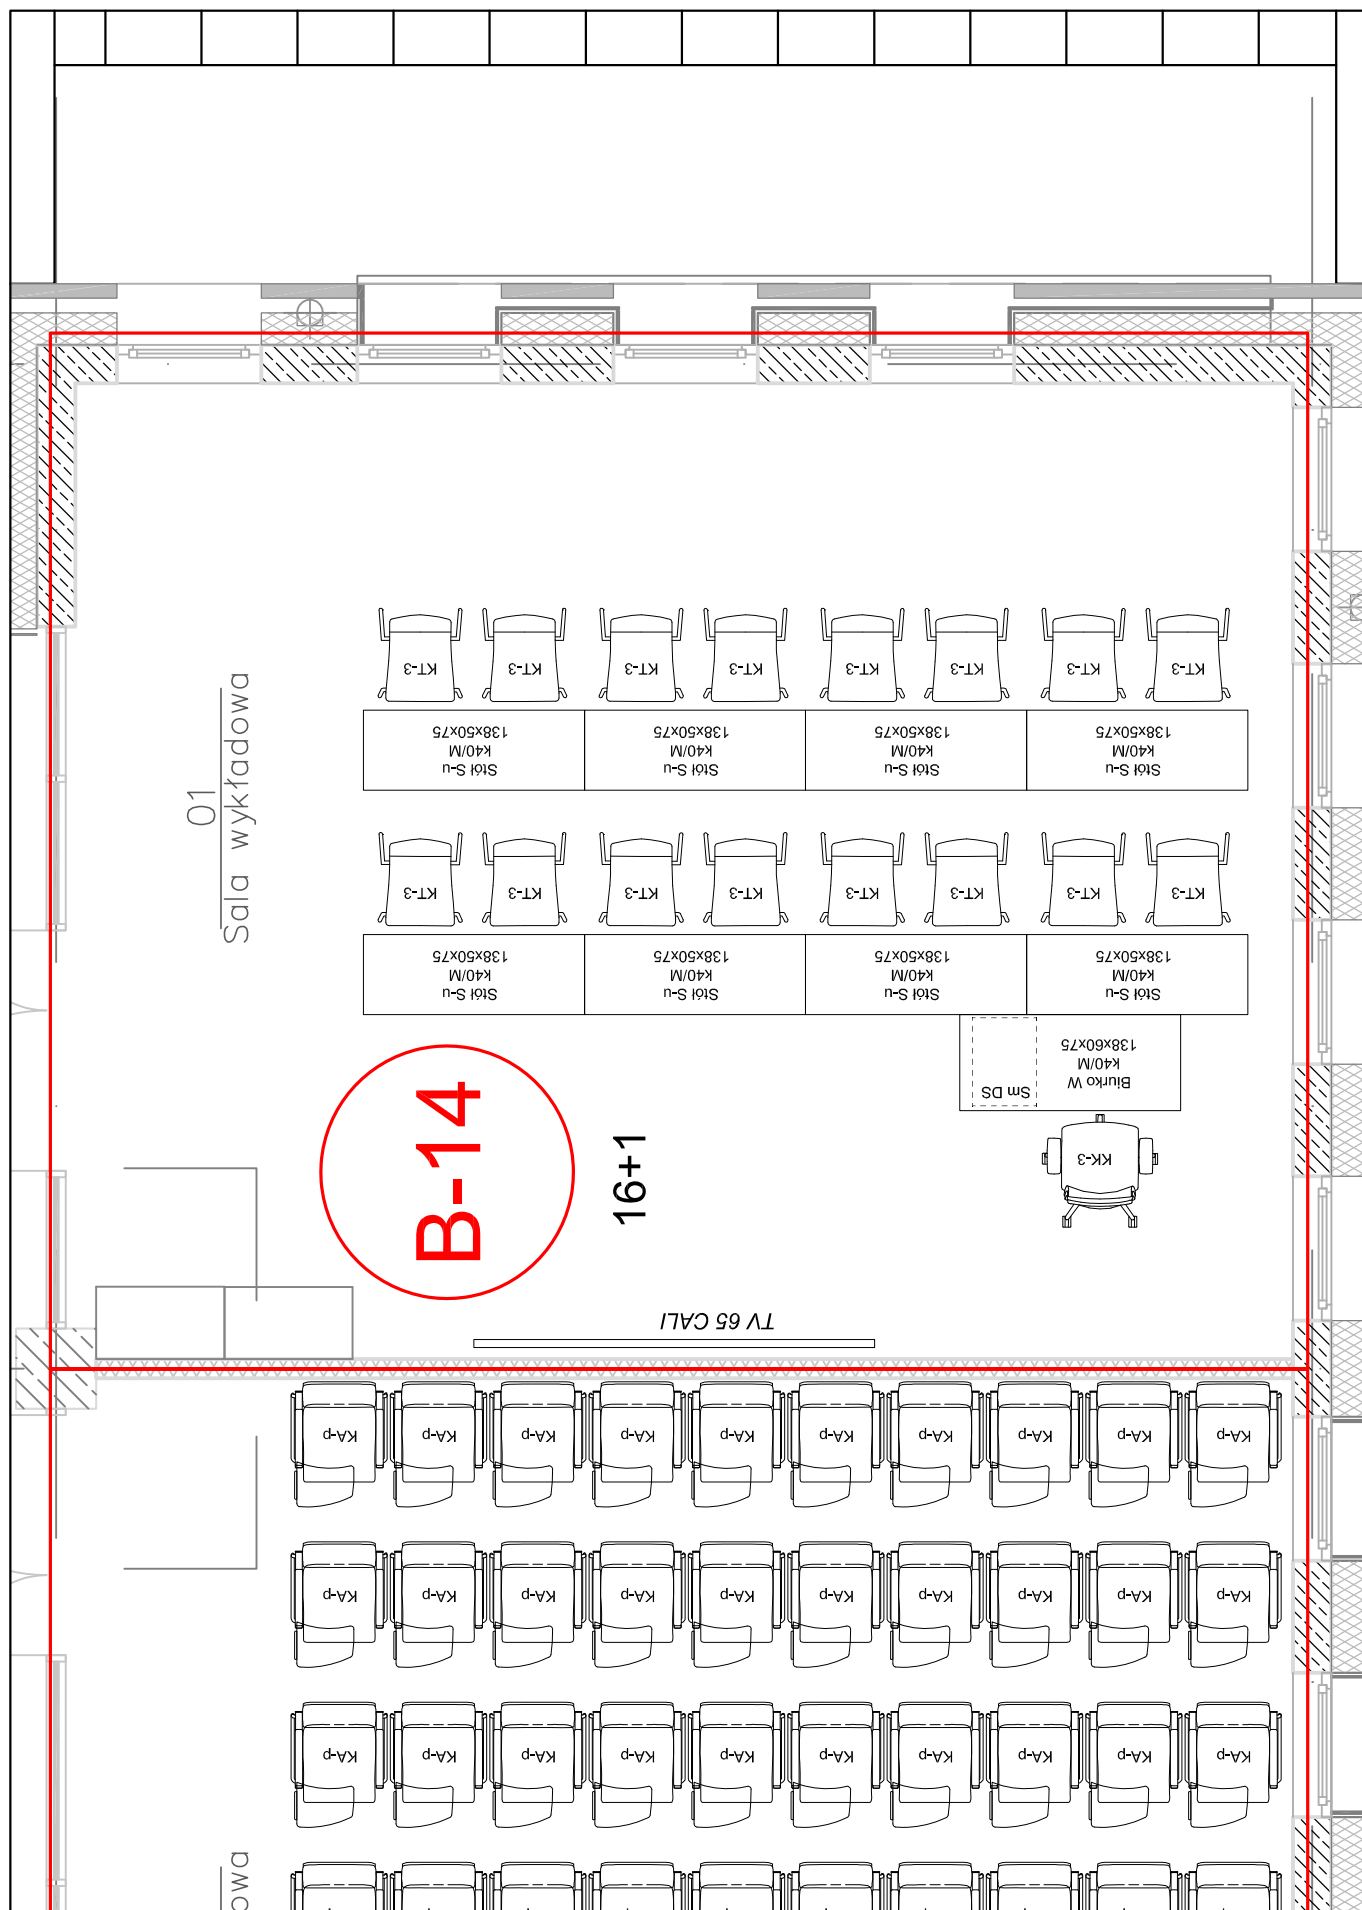 KT-3 KT-3 KT-3 KT-3 KT-3 KT-3 KT-3 KT-3
Stół S-u
k40/M
138x50x75
Stół S-u
k40/M
138x50x75
Stół S-u
k40/M
138x50x75
Stół S-u
k40/M
138x50x75
01
Sala wykładowa
KT-3 KT-3 KT-3 KT-3 KT-3 KT-3 KT-3 KT-3
Stół S-u
k40/M
138x50x75
Stół S-u
k40/M
138x50x75
Stół S-u
k40/M
138x50x75
Stół S-u
k40/M
138x50x75
Biurko W
k40/M
138x60x75
Sm DS
KK-3
B-14
16+1
TV 65 CALI
KA-p KA-p KA-p KA-p KA-p KA-p KA-p KA-p KA-p KA-p
KA-p KA-p KA-p KA-p KA-p KA-p KA-p KA-p KA-p KA-p
KA-p KA-p KA-p KA-p KA-p KA-p KA-p KA-p KA-p KA-p